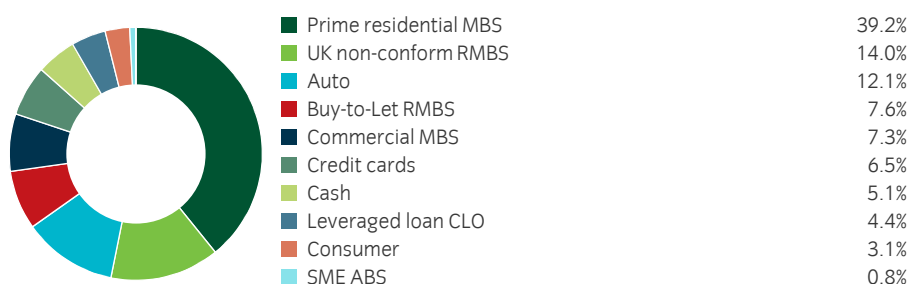 Prime residential MBS 39.2%
UK non-conform RMBS 14.0%
Auto 12.1%
Buy-to-Let RMBS 7.6%
Commercial MBS 7.3%
Credit cards 6.5%
Cash 5.1%
Leveraged loan CLO 4.4%
Consumer 3.1%
SME ABS 0.8%